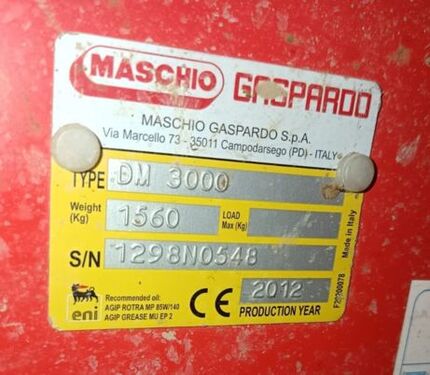 MASCHIO GASPARDO
MASCHIO GASPARDO S.p.A.
Via Marcello 73 - 35011 Campodarsego (PD) - ITALY
TYPE DM 3000
Weight (Kg) 1560 LOAD Max (Kg)
S/N 1298N0548
Made in Italy
F20200078
eni
Recommended oil:
AGIP ROTRA MP 85W/140
AGIP GREASE MU EP 2
CE
2012
PRODUCTION YEAR